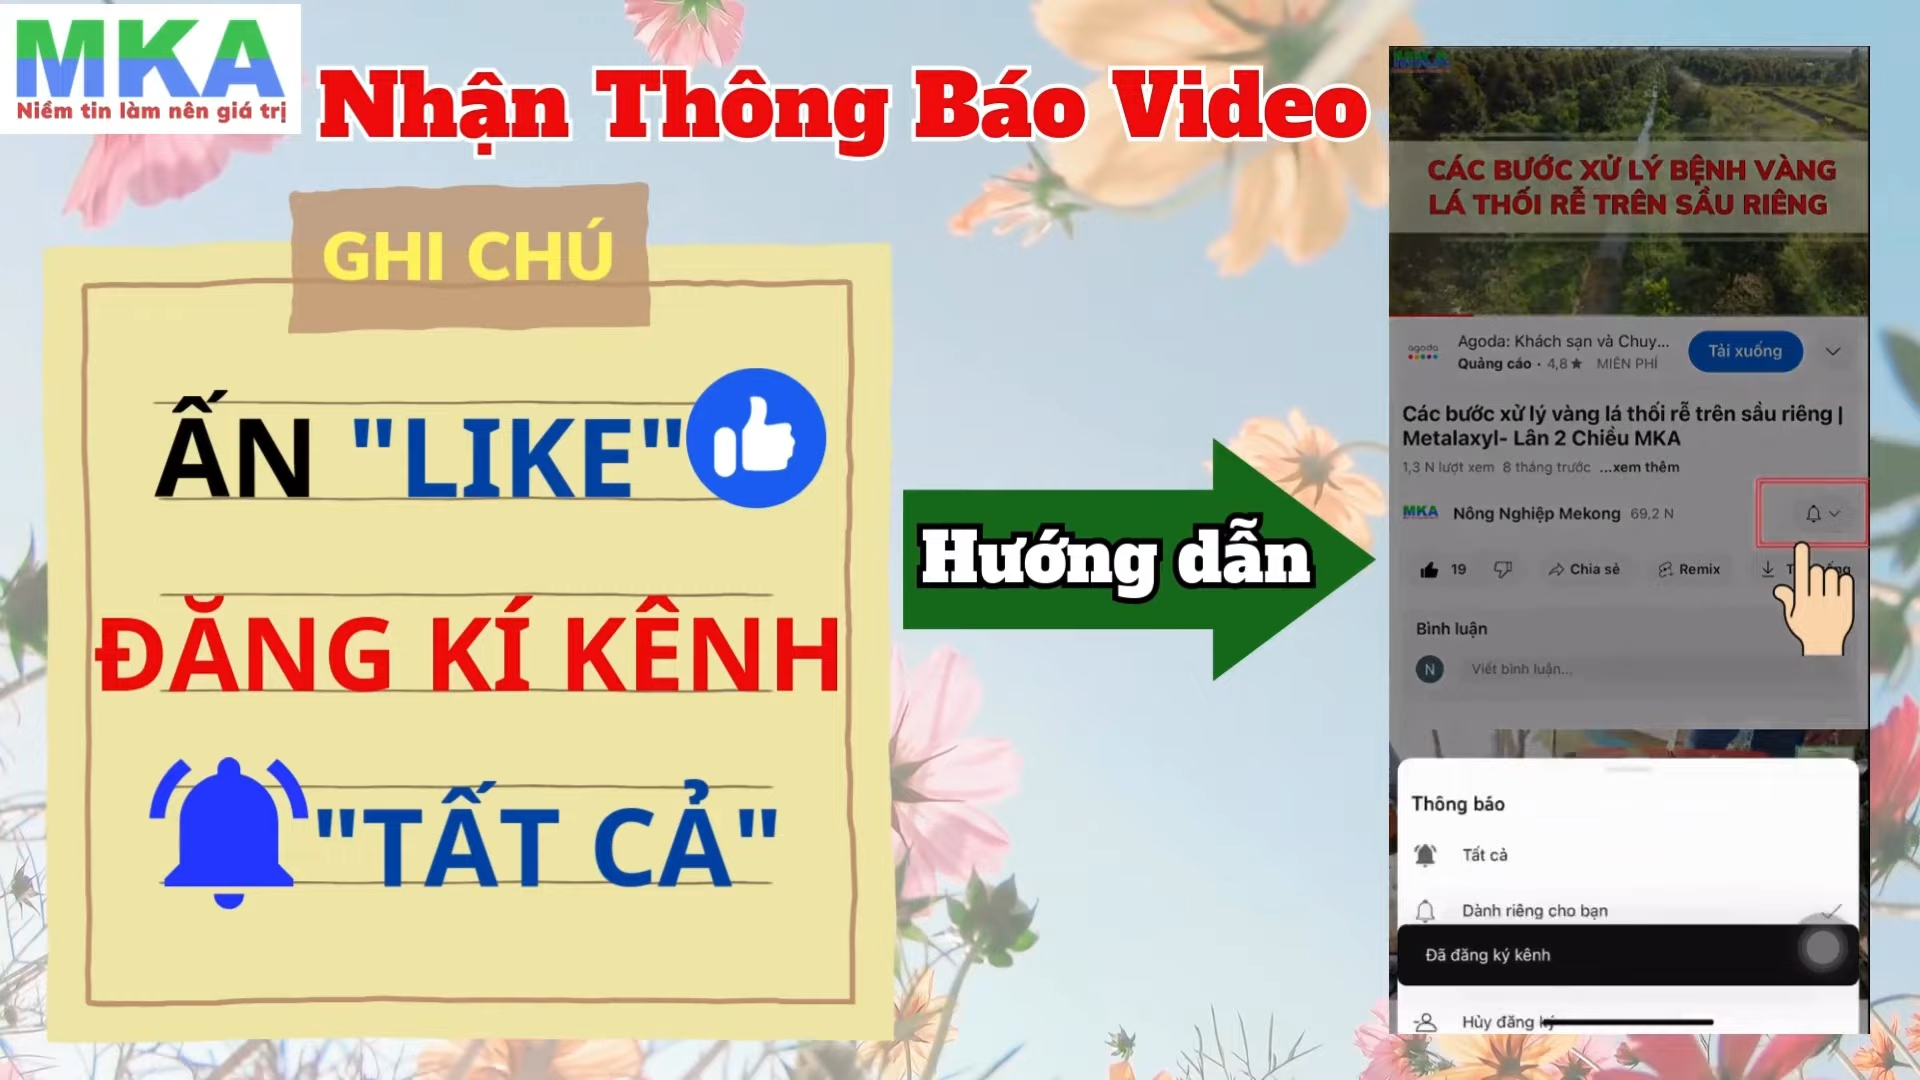 MKA
Niềm tin làm nên giá trị
Nhận Thông Báo Video
GHI CHÚ
ẤN "LIKE"
ĐĂNG KÍ KÊNH
"TẤT CẢ"
Hướng dẫn
CÁC BƯỚC XỬ LÝ BỆNH VÀNG
LÁ THỐI RỄ TRÊN SẦU RIÊNG
agoda
Agoda: Khách sạn và Chuy...
Quảng cáo · 4,8 ★ MIỄN PHÍ
Tải xuống
Các bước xử lý vàng lá thối rễ trên sầu riêng |
Metalaxyl- Lân 2 Chiều MKA
1,3 N lượt xem 8 tháng trước ...xem thêm
MKA Nông Nghiệp Mekong 69,2 N
19 Chia sẻ Remix
Bình luận
N Viết bình luận...
Thông báo
Tất cả
Dành riêng cho bạn
Đã đăng ký kênh
Hủy đăng ký